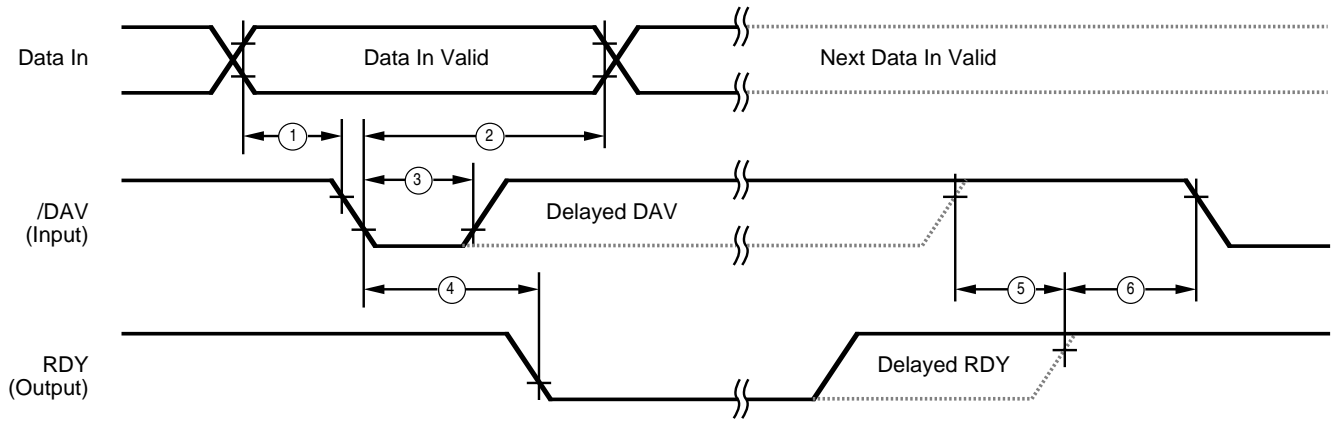 Data In
Data In Valid
Next Data In Valid
1
2
3
/DAV
(Input)
Delayed DAV
4
5
6
RDY
(Output)
Delayed RDY